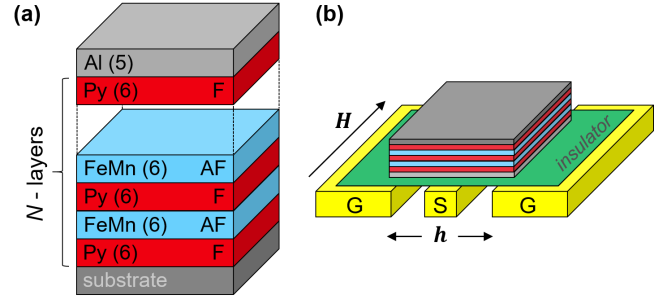 (a)
Al (5)
Py (6) F
N - layers
FeMn (6) AF
Py (6) F
FeMn (6) AF
Py (6) F
substrate
(b)
H
insulator
G S G
h